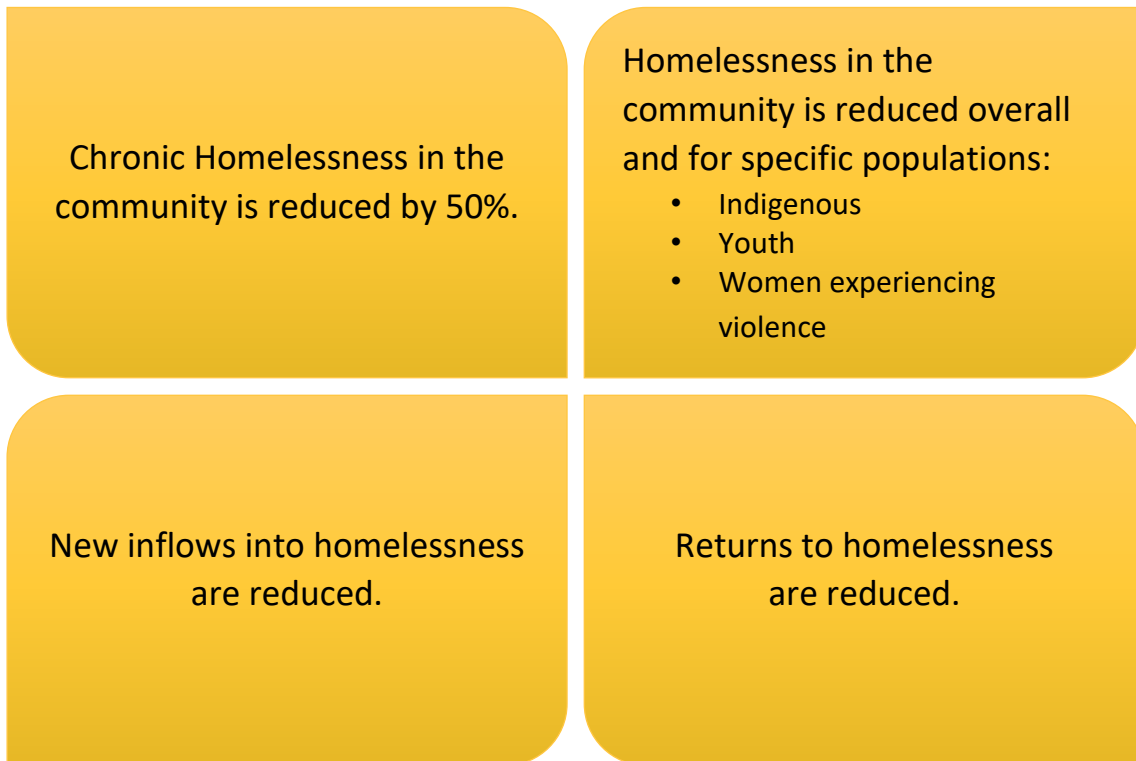 Chronic Homelessness in the
community is reduced by 50%.
Homelessness in the
community is reduced overall
and for specific populations:
• Indigenous
• Youth
• Women experiencing
violence
New inflows into homelessness
are reduced.
Returns to homelessness
are reduced.